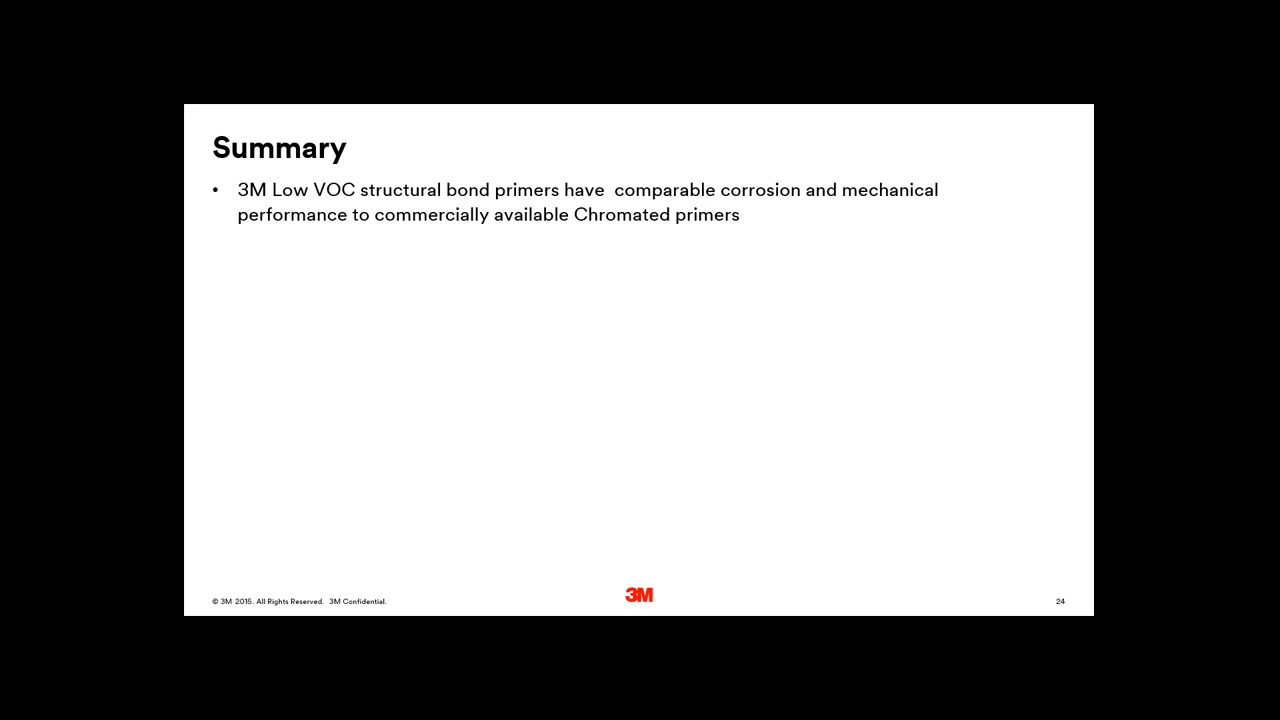 Summary
• 3M Low VOC structural bond primers have  comparable corrosion and mechanical
performance to commercially available Chromated primers
© 3M 2015. All Rights Reserved.  3M Confidential.
3M
24